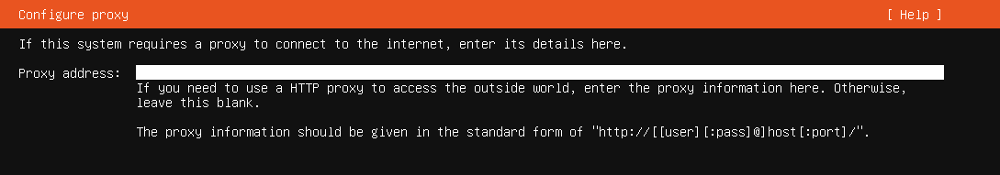 Configure proxy [ Help ]
If this system requires a proxy to connect to the internet, enter its details here.
Proxy address:
If you need to use a HTTP proxy to access the outside world, enter the proxy information here. Otherwise,
leave this blank.
The proxy information should be given in the standard form of "http://[[user][:pass]@]host[:port]/".